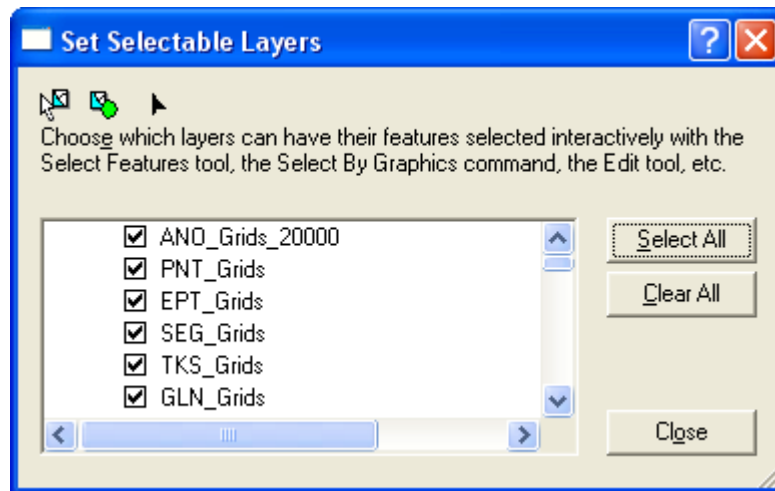 Set Selectable Layers
Choose which layers can have their features selected interactively with the
Select Features tool, the Select By Graphics command, the Edit tool, etc.
ANO_Grids_20000
PNT_Grids
EPT_Grids
SEG_Grids
TKS_Grids
GLN_Grids
Select All
Clear All
Close